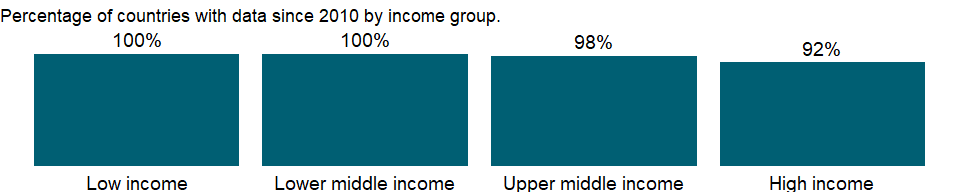 Percentage of countries with data since 2010 by income group.
100% 100% 98% 92%
Low income Lower middle income Upper middle income High income